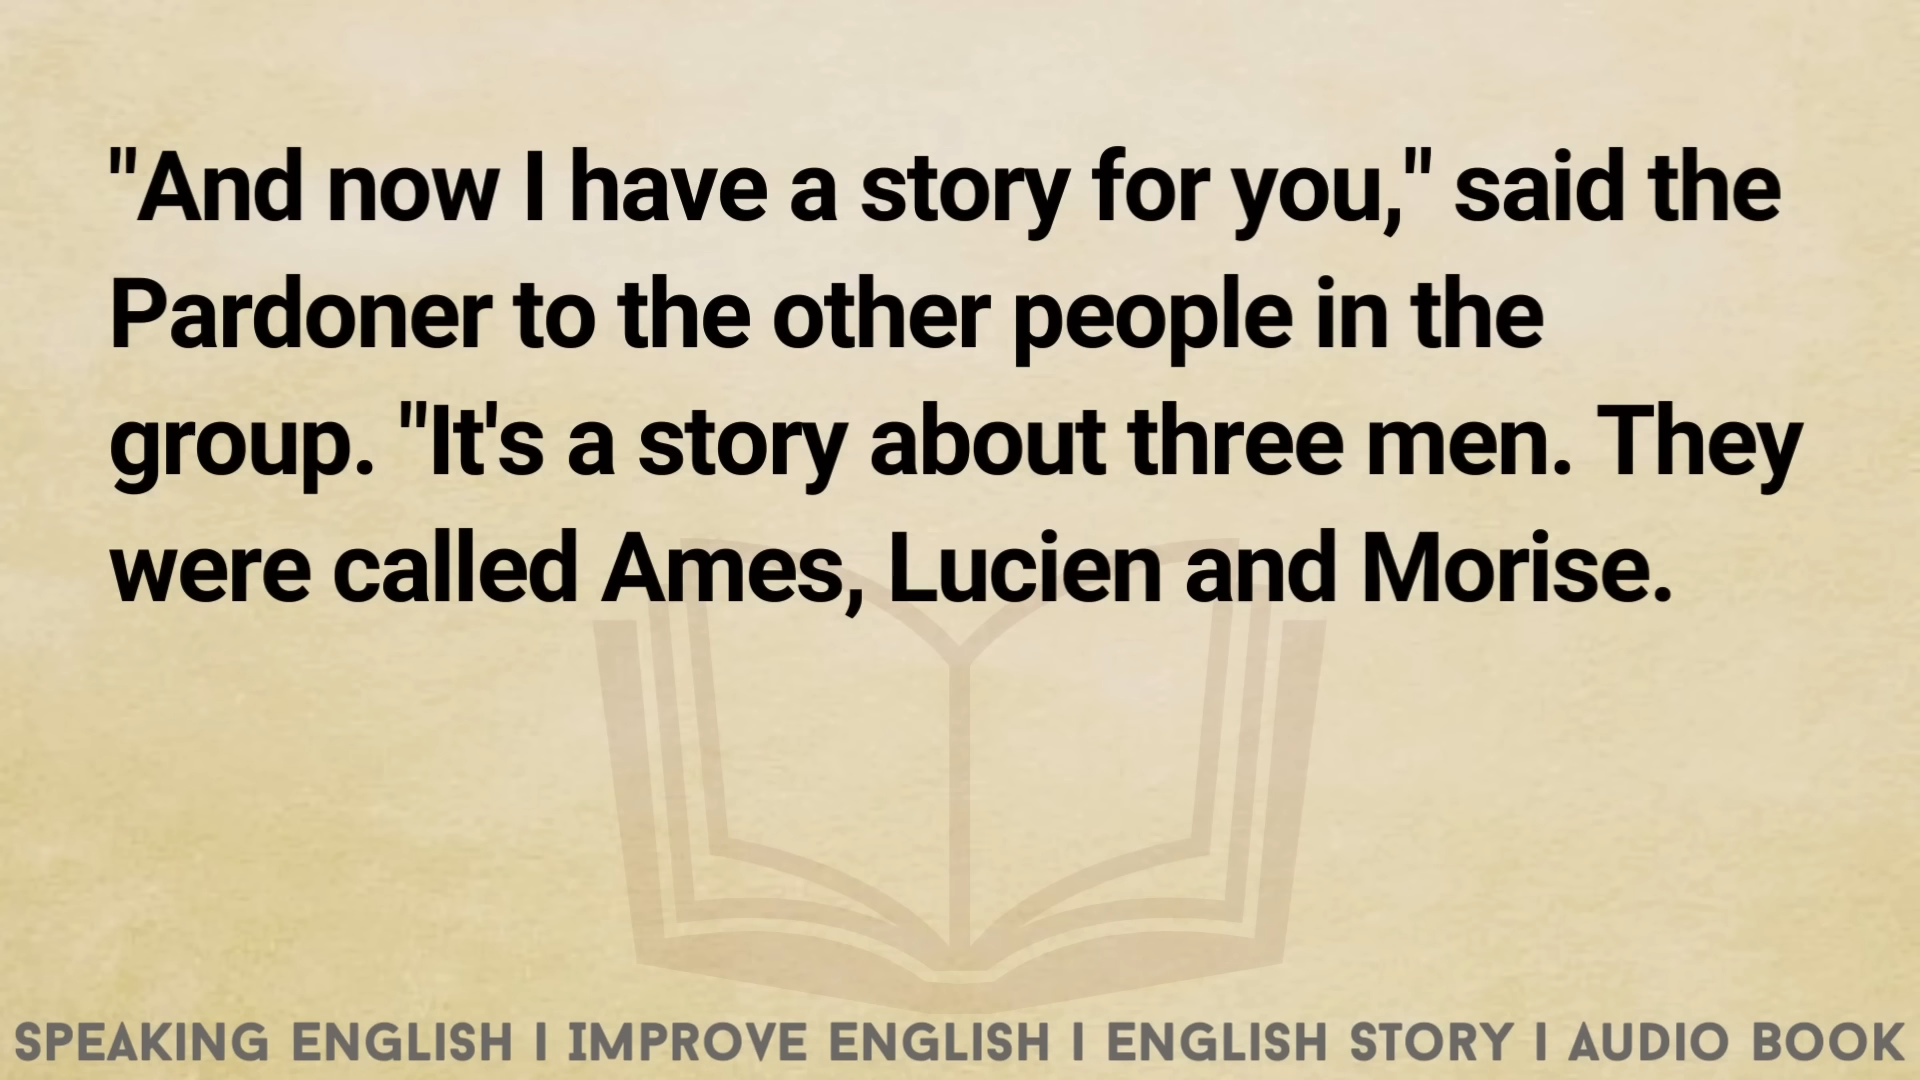 "And now I have a story for you," said the
Pardoner to the other people in the
group. "It's a story about three men. They
were called Ames, Lucien and Morise.
SPEAKING ENGLISH | IMPROVE ENGLISH | ENGLISH STORY | AUDIO BOOK